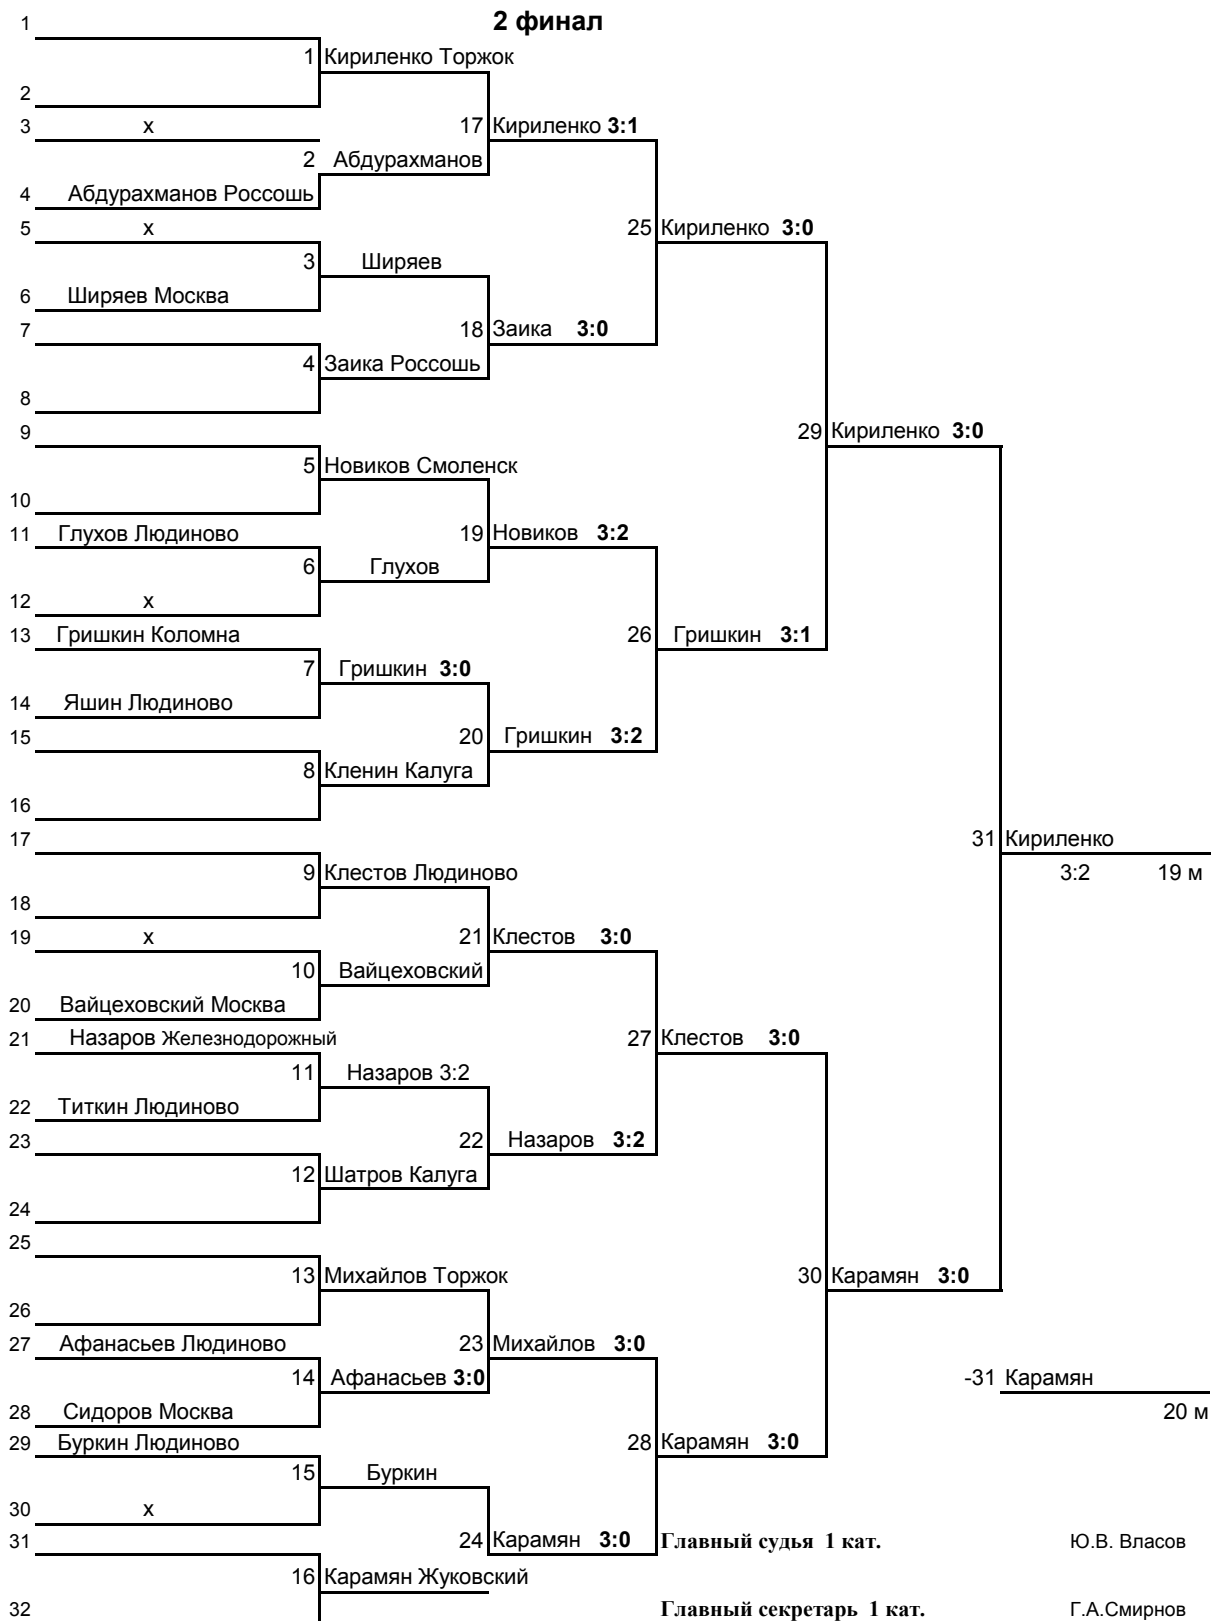 2 финал
1
1 Кириленко Торжок
2
3 х 17 Кириленко 3:1
2 Абдурахманов
4 Абдурахманов Россошь
5 х 25 Кириленко 3:0
3 Ширяев
6 Ширяев Москва
7 18 Заика 3:0
4 Заика Россошь
8
9 29 Кириленко 3:0
5 Новиков Смоленск
10
11 Глухов Людиново 19 Новиков 3:2
6 Глухов
12 х
13 Гришкин Коломна 26 Гришкин 3:1
7 Гришкин 3:0
14 Яшин Людиново
15 20 Гришкин 3:2
8 Кленин Калуга
16
17 31 Кириленко
9 Клестов Людиново 3:2 19 м
18
19 х 21 Клестов 3:0
10 Вайцеховский
20 Вайцеховский Москва
21 Назаров Железнодорожный 27 Клестов 3:0
11 Назаров 3:2
22 Титкин Людиново
23 22 Назаров 3:2
12 Шатров Калуга
24
25
13 Михайлов Торжок 30 Карамян 3:0
26
27 Афанасьев Людиново 23 Михайлов 3:0
14 Афанасьев 3:0 -31 Карамян
28 Сидоров Москва 20 м
29 Буркин Людиново 28 Карамян 3:0
15 Буркин
30 х
31 24 Карамян 3:0 Главный судья 1 кат. Ю.В. Власов
16 Карамян Жуковский
32 Главный секретарь 1 кат. Г.А.Смирнов